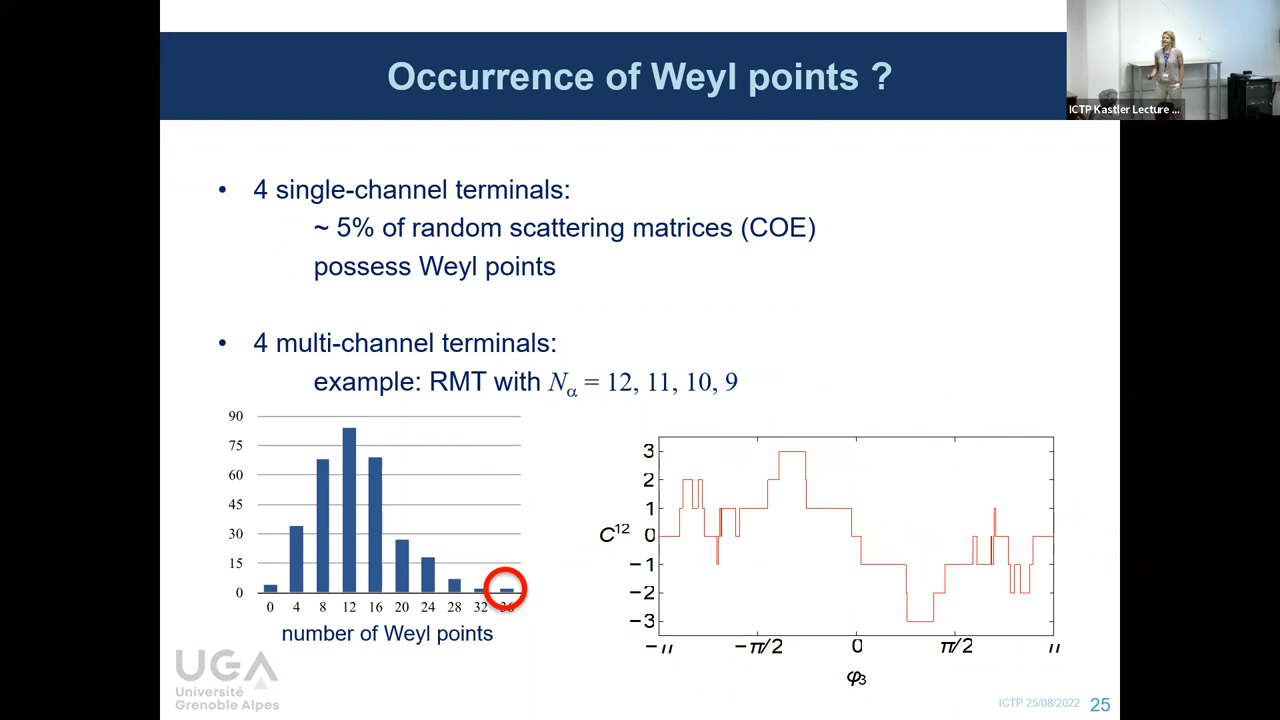 Occurrence of Weyl points ?
ICTP Kastler Lecture ...
• 4 single-channel terminals:
~ 5% of random scattering matrices (COE)
possess Weyl points
• 4 multi-channel terminals:
example: RMT with Nα = 12, 11, 10, 9
90
75
60
45
30
15
0
0 4 8 12 16 20 24 28 32 36
number of Weyl points
3
2
1
0
−1
−2
−3
C¹²
−π −π/2 0 π/2 π
φ₃
UGA
Université
Grenoble Alpes
ICTP 25/08/2022 25